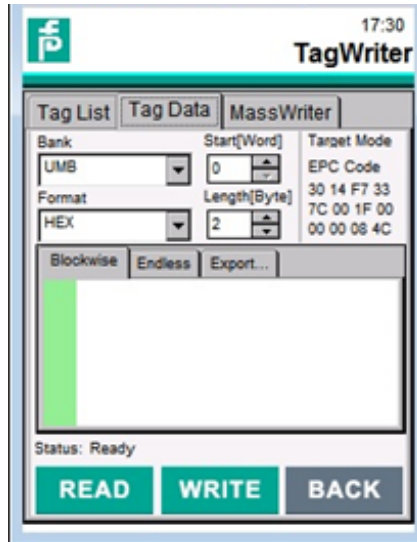 17:30
TagWriter
Tag List Tag Data MassWriter
Bank Start[Word] Target Mode
UMB 0 EPC Code
Format Length[Byte] 30 14 F7 33
HEX 2 7C 00 1F 00
00 00 08 4C
Blockwise Endless Export...
Status: Ready
READ WRITE BACK